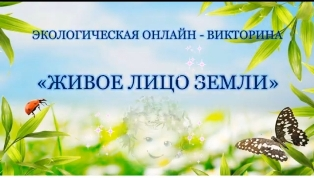 ЭКОЛОГИЧЕСКАЯ ОНЛАЙН - ВИКТОРИНА
«ЖИВОЕ ЛИЦО ЗЕМЛИ»